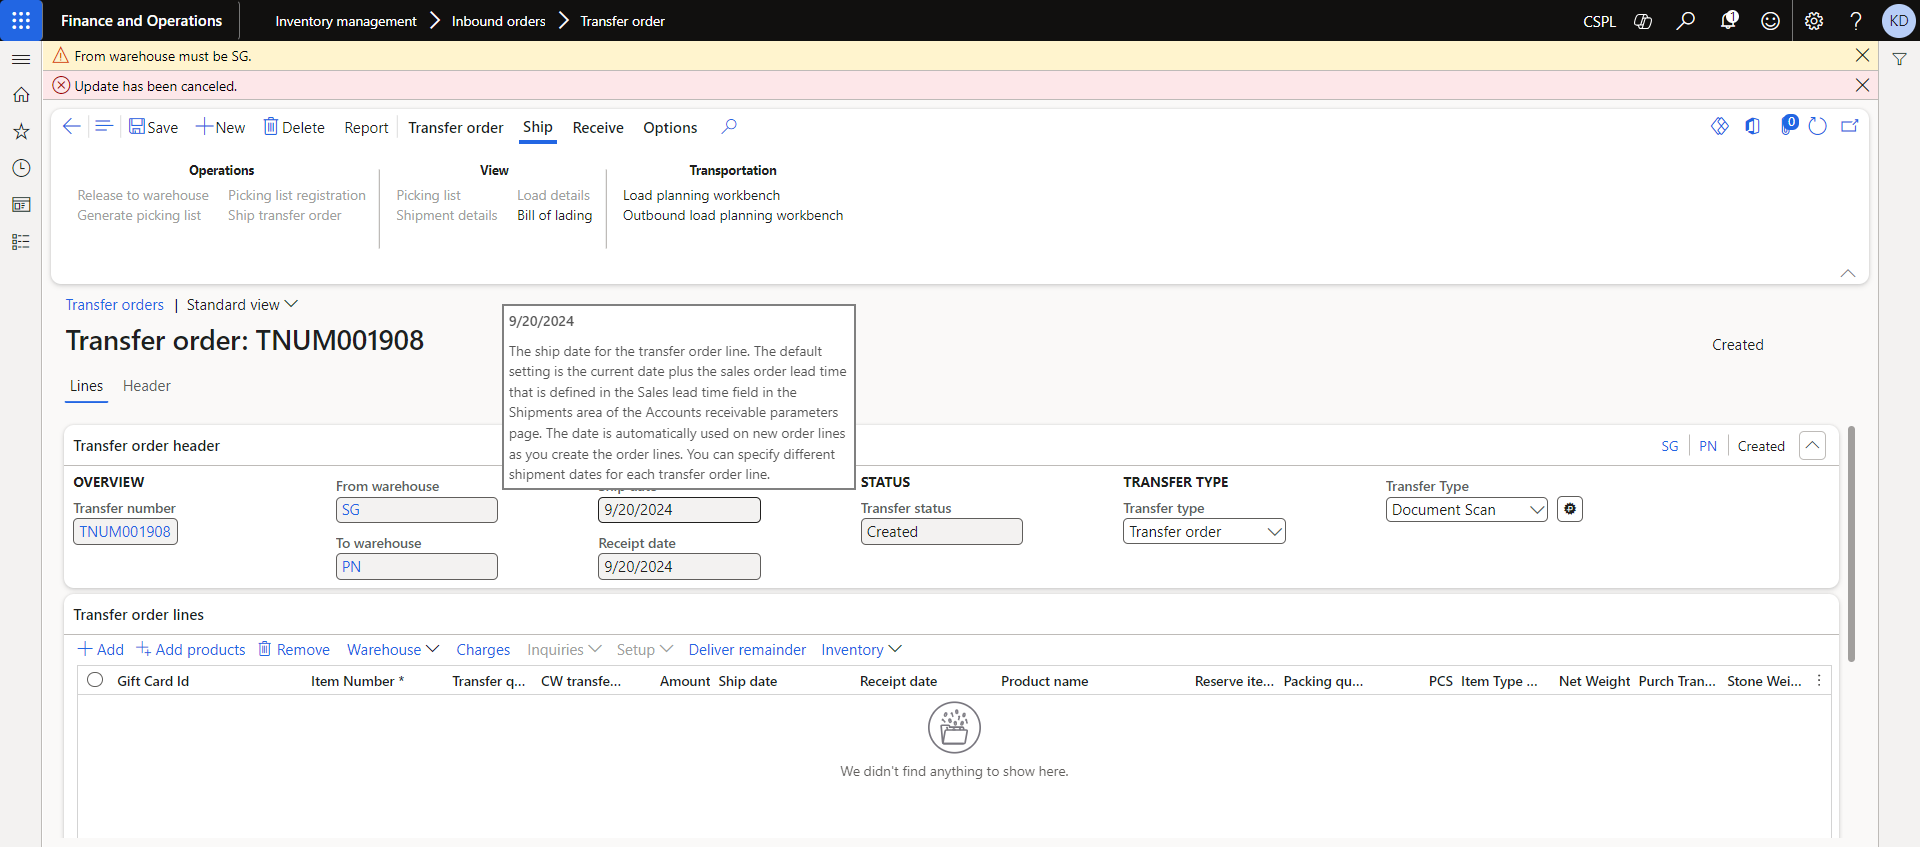 Finance and Operations
Inventory management > Inbound orders > Transfer order
CSPL
1
KD
From warehouse must be SG.
Update has been canceled.
Save New Delete Report Transfer order Ship Receive Options
0
Operations View Transportation
Release to warehouse Picking list registration Picking list Load details Load planning workbench
Generate picking list Ship transfer order Shipment details Bill of lading Outbound load planning workbench
Transfer orders | Standard view
Transfer order: TNUM001908
Created
Lines Header
9/20/2024
The ship date for the transfer order line. The default
setting is the current date plus the sales order lead time
that is defined in the Sales lead time field in the
Shipments area of the Accounts receivable parameters
page. The date is automatically used on new order lines
as you create the order lines. You can specify different
shipment dates for each transfer order line.
Transfer order header
SG PN Created
OVERVIEW
Transfer number
TNUM001908
From warehouse
SG
To warehouse
PN
Ship date
9/20/2024
Receipt date
9/20/2024
STATUS
Transfer status
Created
TRANSFER TYPE
Transfer type
Transfer order
Transfer Type
Document Scan
Transfer order lines
Add Add products Remove Warehouse Charges Inquiries Setup Deliver remainder Inventory
Gift Card Id Item Number * Transfer q... CW transfe... Amount Ship date Receipt date Product name Reserve ite... Packing qu... PCS Item Type ... Net Weight Purch Tran... Stone Wei...
We didn't find anything to show here.